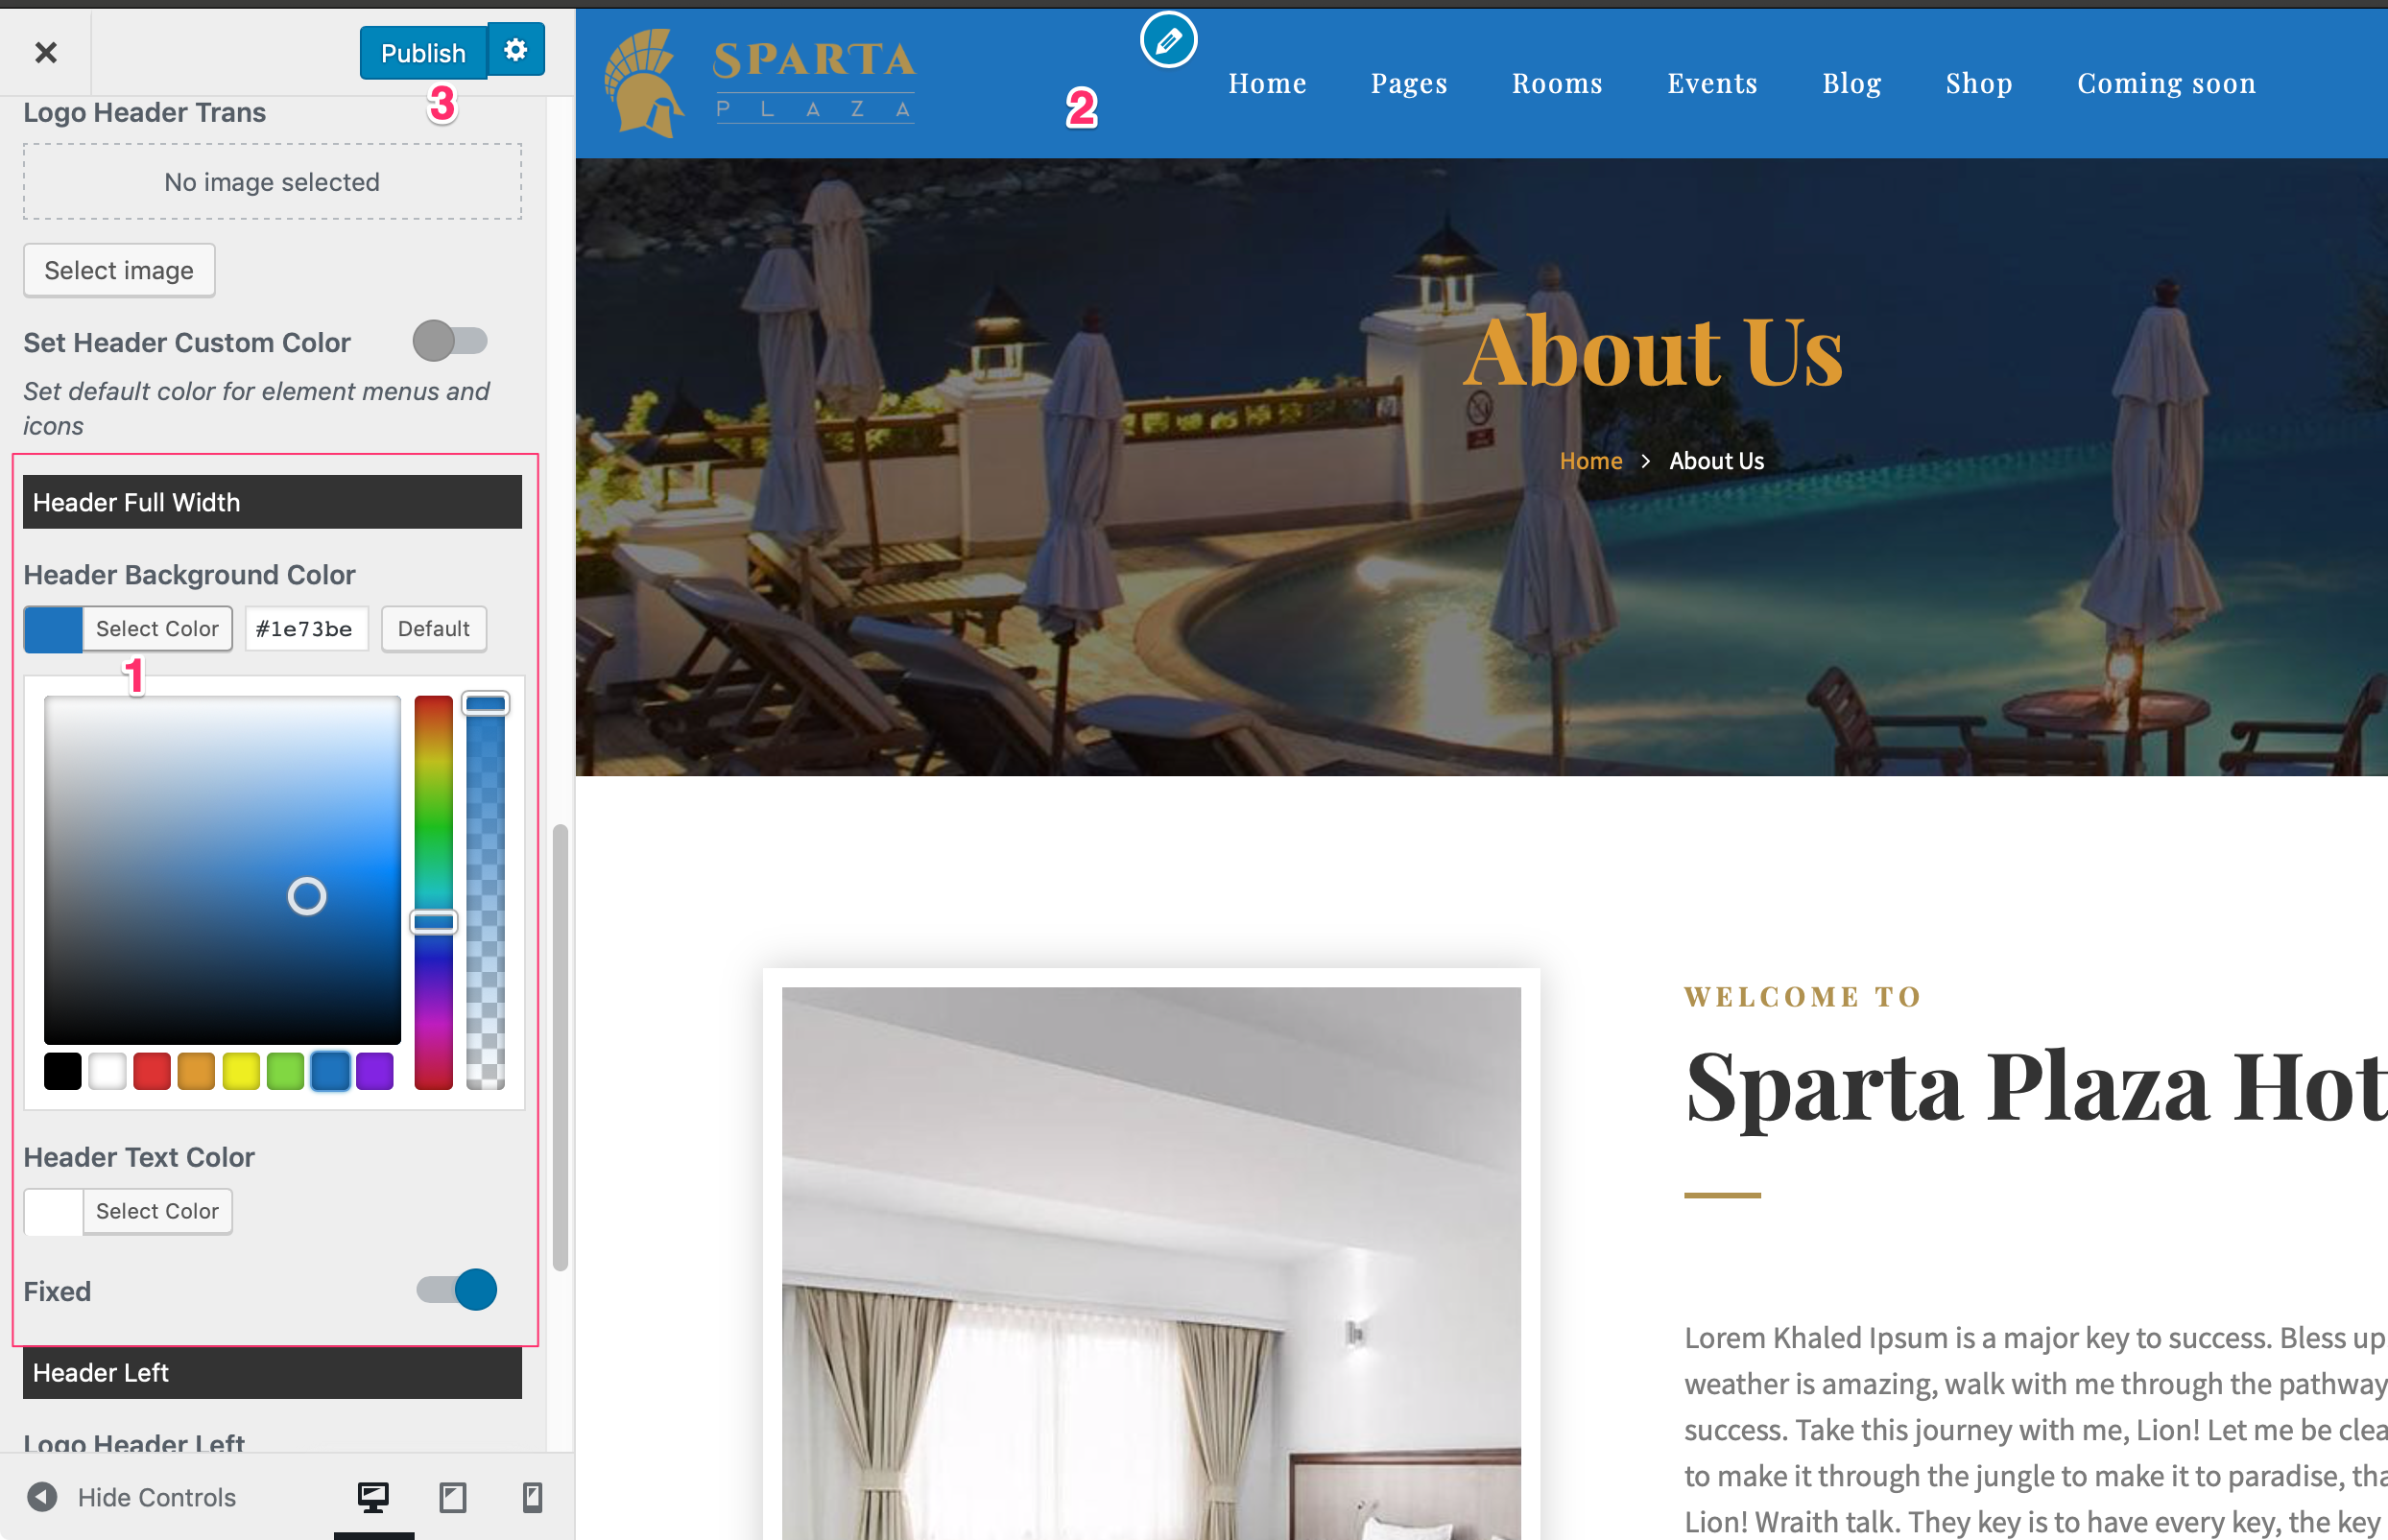 Publish
3
Logo Header Trans
No image selected
Select image
Set Header Custom Color
Set default color for element menus and
icons
Header Full Width
Header Background Color
Select Color
#1e73be
Default
1
Header Text Color
Select Color
Fixed
Header Left
Logo Header Left
Hide Controls
SPARTA
PLAZA
2
Home
Pages
Rooms
Events
Blog
Shop
Coming soon
About Us
Home > About Us
WELCOME TO
Sparta Plaza Hot
Lorem Khaled Ipsum is a major key to success. Bless up
weather is amazing, walk with me through the pathway
success. Take this journey with me, Lion! Let me be clea
to make it through the jungle to make it to paradise, tha
Lion! Wraith talk. They key is to have every key, the key